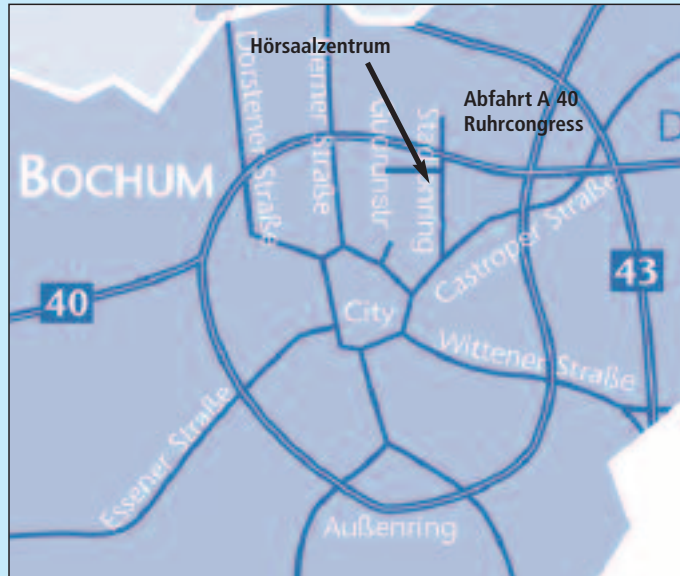 Hörsaalzentrum
Abfahrt A 40
Ruhrcongress
D
BOCHUM
Dorstener Straße
Straße
Gudrunstr
Stadionring
Castroper Straße
43
40
City
Wittener Straße
Essener Straße
Außenring